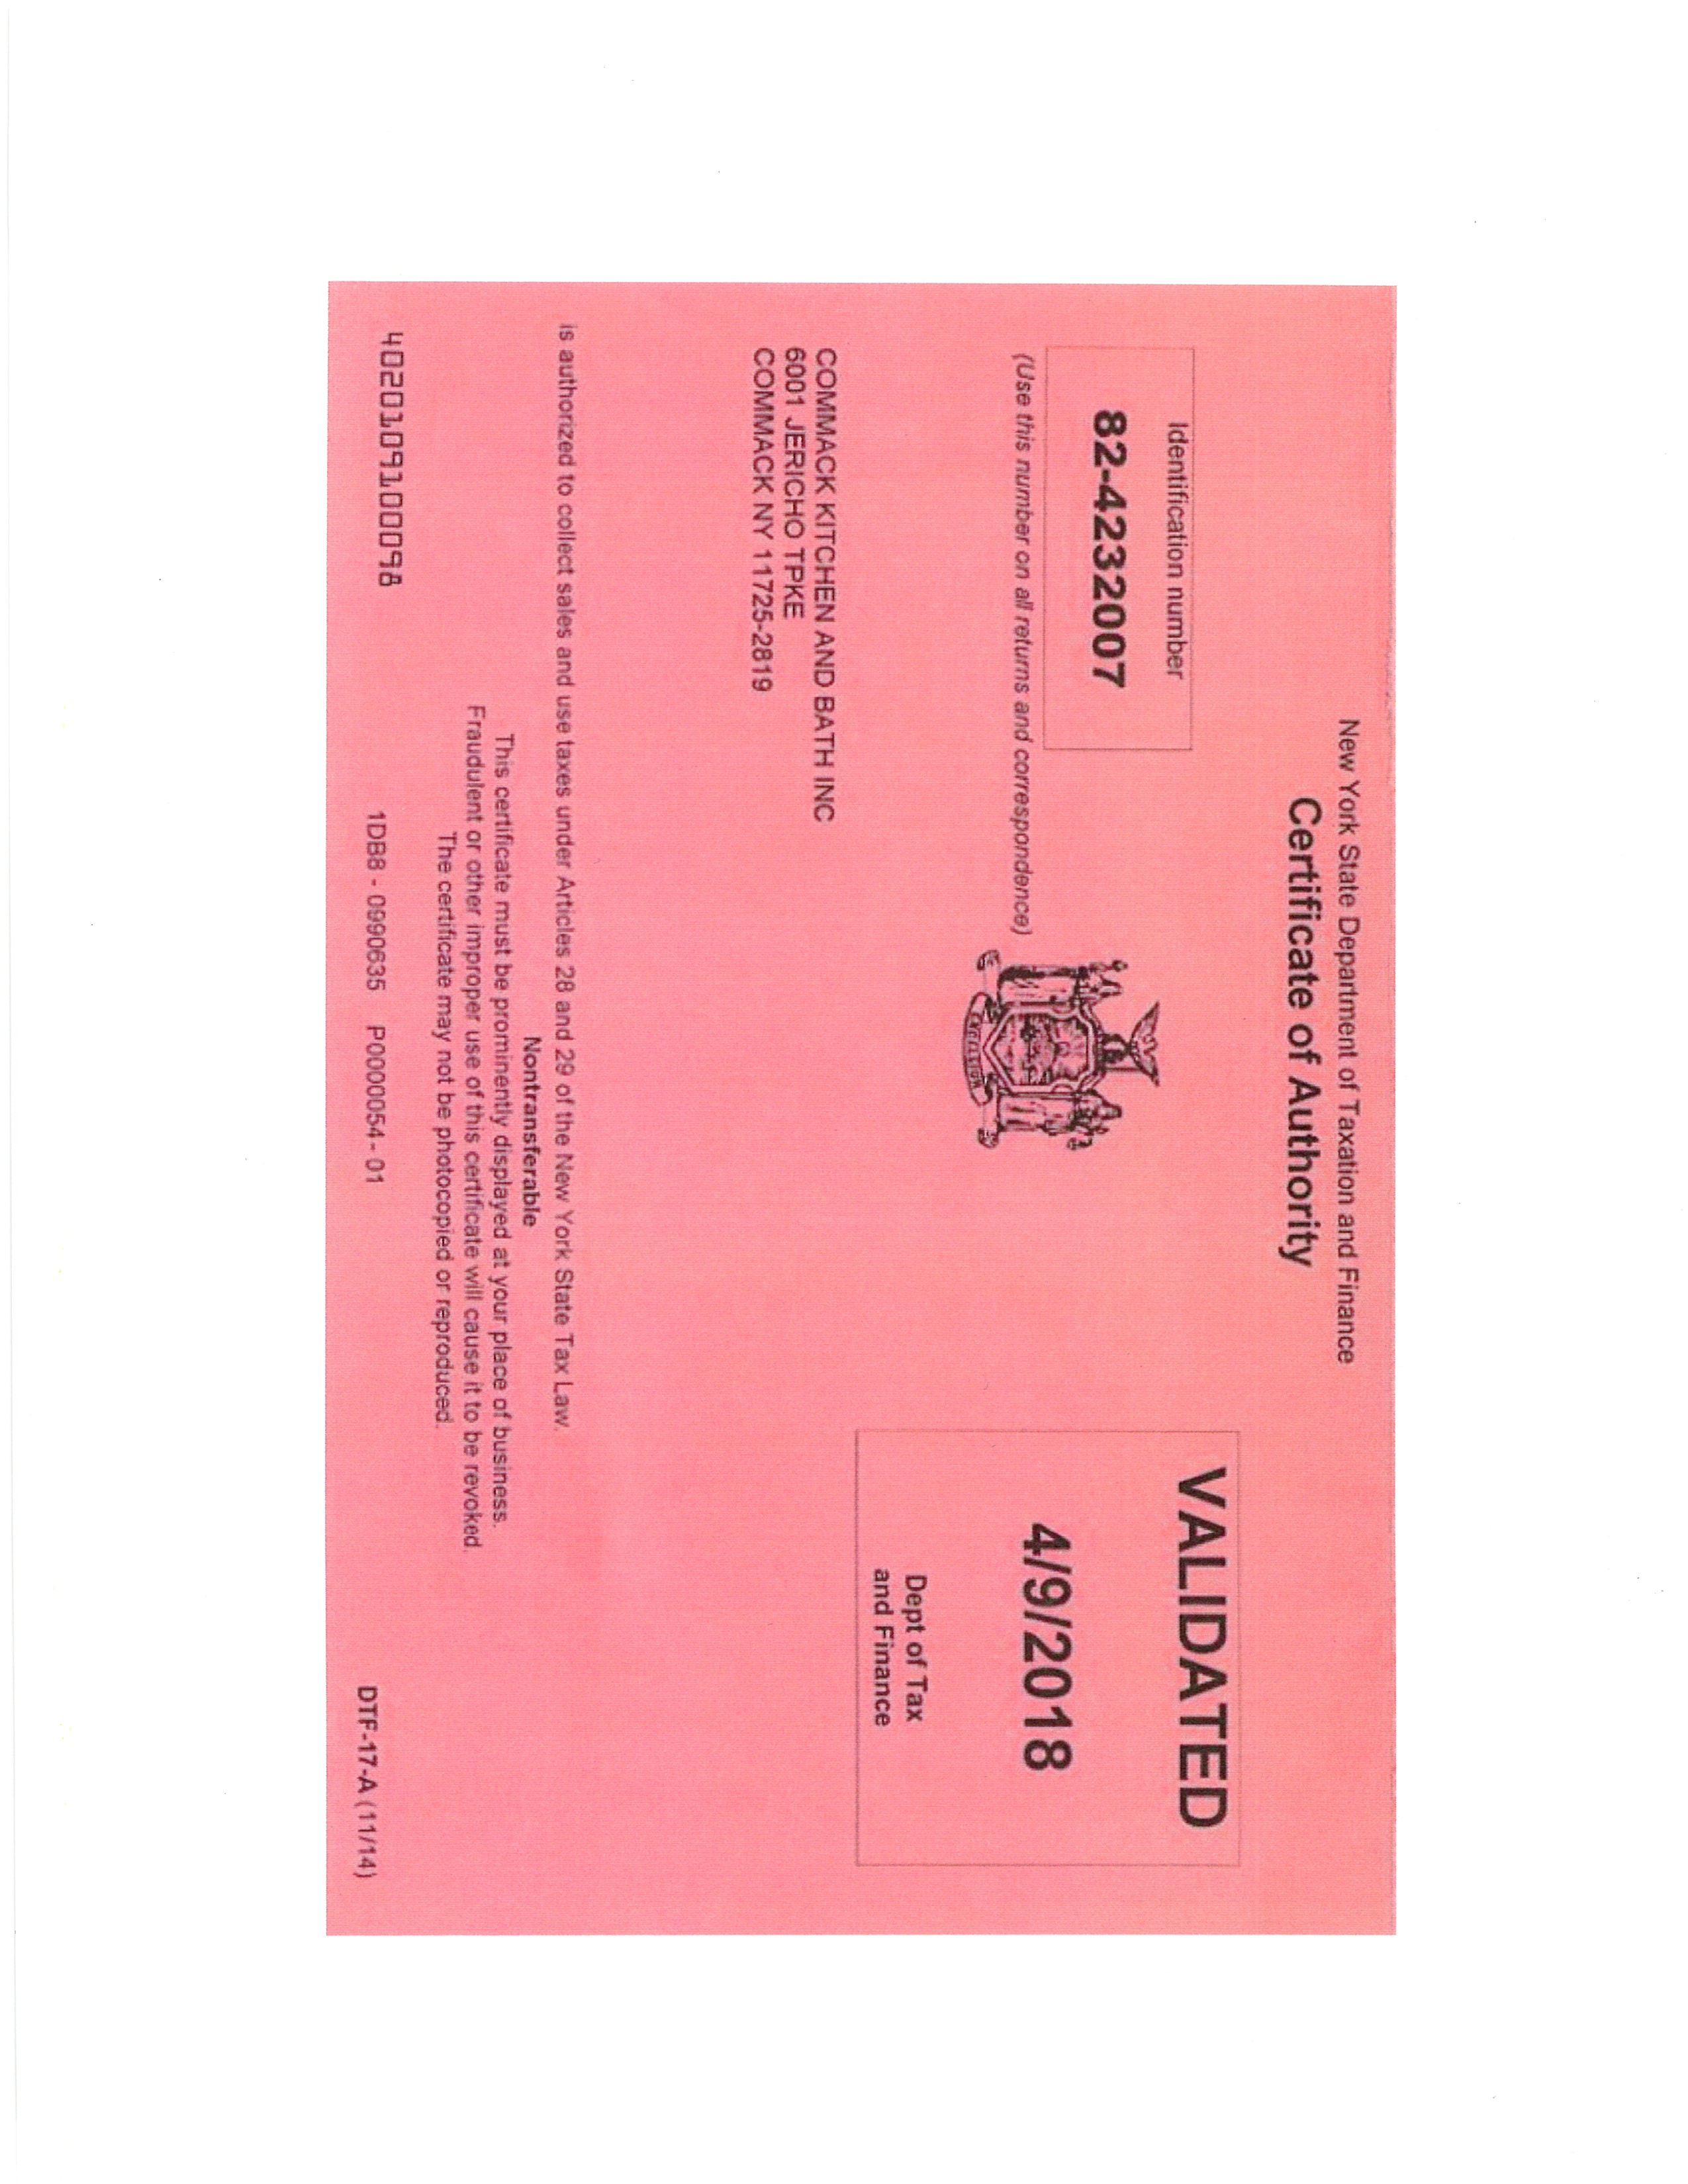 New York State Department of Taxation and Finance
Certificate of Authority
Identification number
82-4232007
(Use this number on all returns and correspondence)
VALIDATED
4/9/2018
Dept of Tax
and Finance
EXCELSIOR
COMMACK KITCHEN AND BATH INC
6001 JERICHO TPKE
COMMACK NY 11725-2819
is authorized to collect sales and use taxes under Articles 28 and 29 of the New York State Tax Law.
Nontransferable
This certificate must be prominently displayed at your place of business.
Fraudulent or other improper use of this certificate will cause it to be revoked.
The certificate may not be photocopied or reproduced.
4020109100098
1DB8 - 0990635 P0000054- 01
DTF-17-A (11/14)